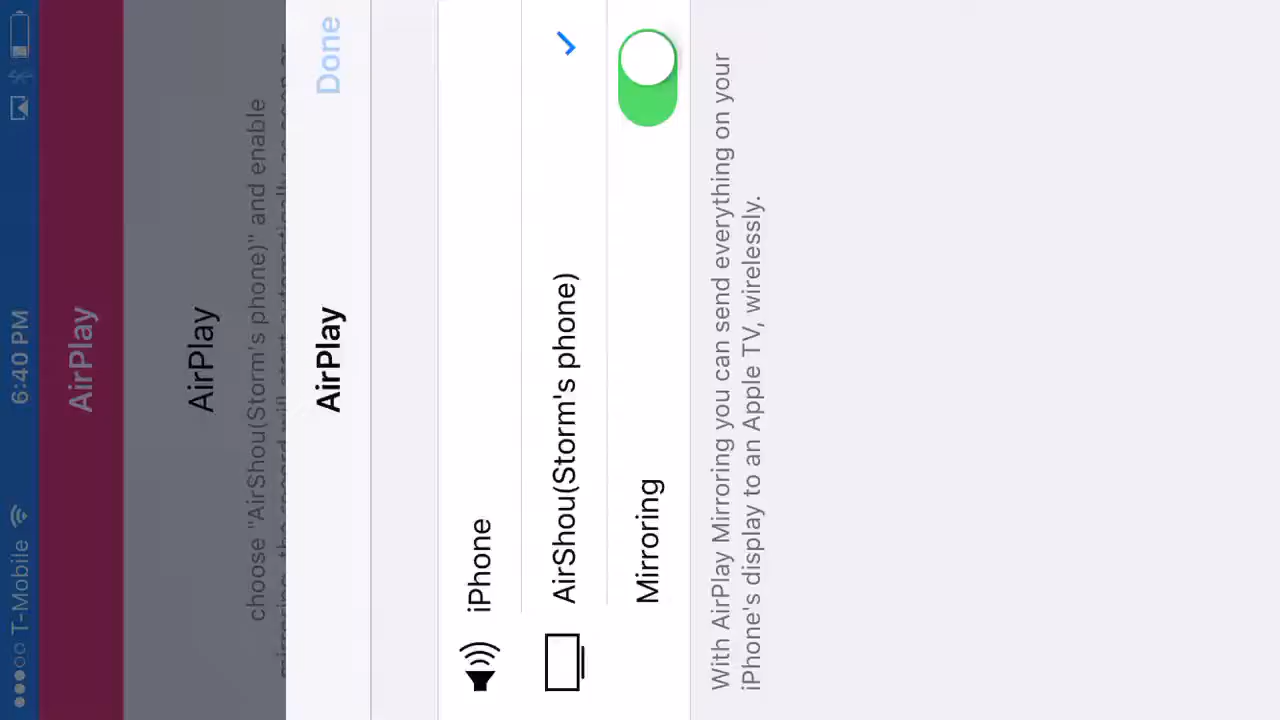 T-Mobile 6:40 PM
AirPlay
AirPlay
choose "AirShou(Storm's phone)" and enable
AirPlay
Done
iPhone
AirShou(Storm's phone)
Mirroring
With AirPlay Mirroring you can send everything on your
iPhone's display to an Apple TV, wirelessly.